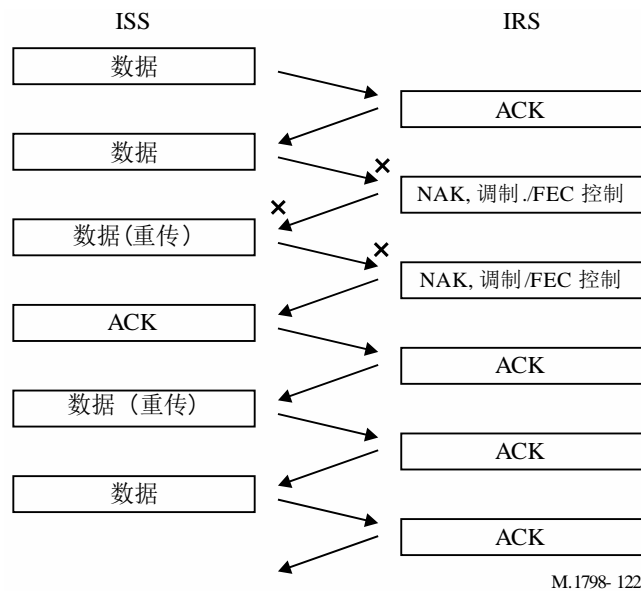 ISS IRS
数据
ACK
数据
×
NAK, 调制./FEC 控制
×
数据(重传)
×
NAK, 调制/FEC 控制
ACK
ACK
数据 (重传)
ACK
数据
ACK
M.1798- 122